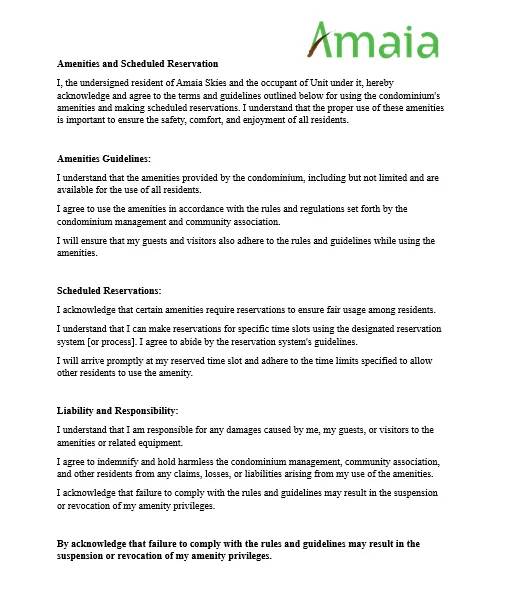 Amaia
Amenities and Scheduled Reservation
I, the undersigned resident of Amaia Skies and the occupant of Unit under it, hereby
acknowledge and agree to the terms and guidelines outlined below for using the condominium's
amenities and making scheduled reservations. I understand that the proper use of these amenities
is important to ensure the safety, comfort, and enjoyment of all residents.
Amenities Guidelines:
I understand that the amenities provided by the condominium, including but not limited and are
available for the use of all residents.
I agree to use the amenities in accordance with the rules and regulations set forth by the
condominium management and community association.
I will ensure that my guests and visitors also adhere to the rules and guidelines while using the
amenities.
Scheduled Reservations:
I acknowledge that certain amenities require reservations to ensure fair usage among residents.
I understand that I can make reservations for specific time slots using the designated reservation
system [or process]. I agree to abide by the reservation system's guidelines.
I will arrive promptly at my reserved time slot and adhere to the time limits specified to allow
other residents to use the amenity.
Liability and Responsibility:
I understand that I am responsible for any damages caused by me, my guests, or visitors to the
amenities or related equipment.
I agree to indemnify and hold harmless the condominium management, community association,
and other residents from any claims, losses, or liabilities arising from my use of the amenities.
I acknowledge that failure to comply with the rules and guidelines may result in the suspension
or revocation of my amenity privileges.
By acknowledge that failure to comply with the rules and guidelines may result in the
suspension or revocation of my amenity privileges.